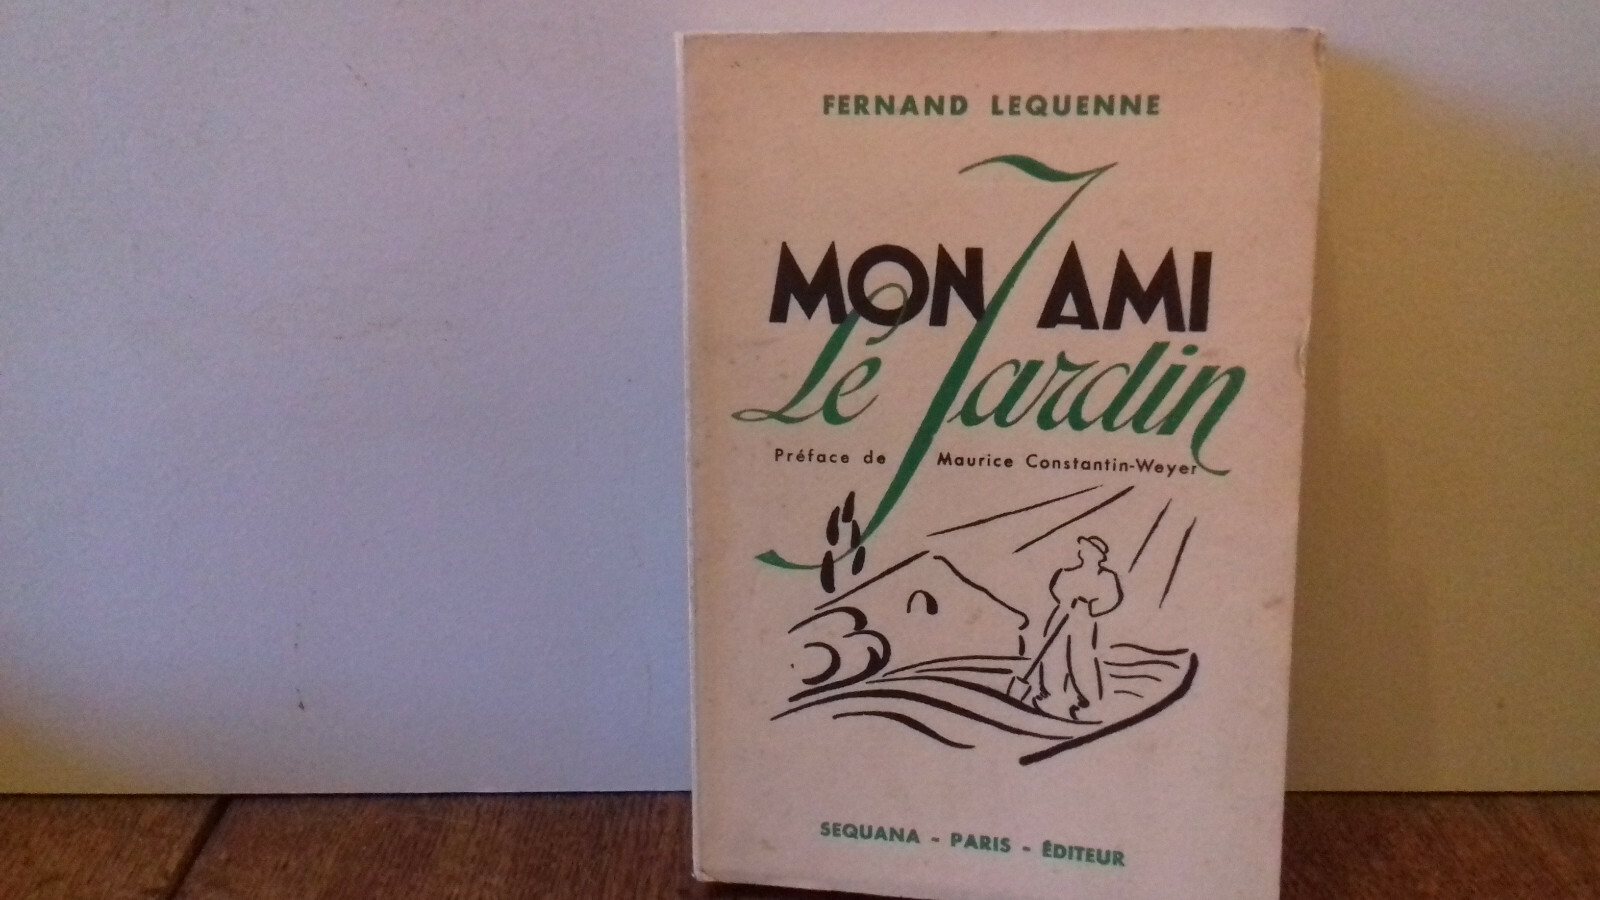 FERNAND LEQUENNE
MON AMI
Le Jardin
Préface de Maurice Constantin-Weyer
SEQUANA - PARIS - ÉDITEUR